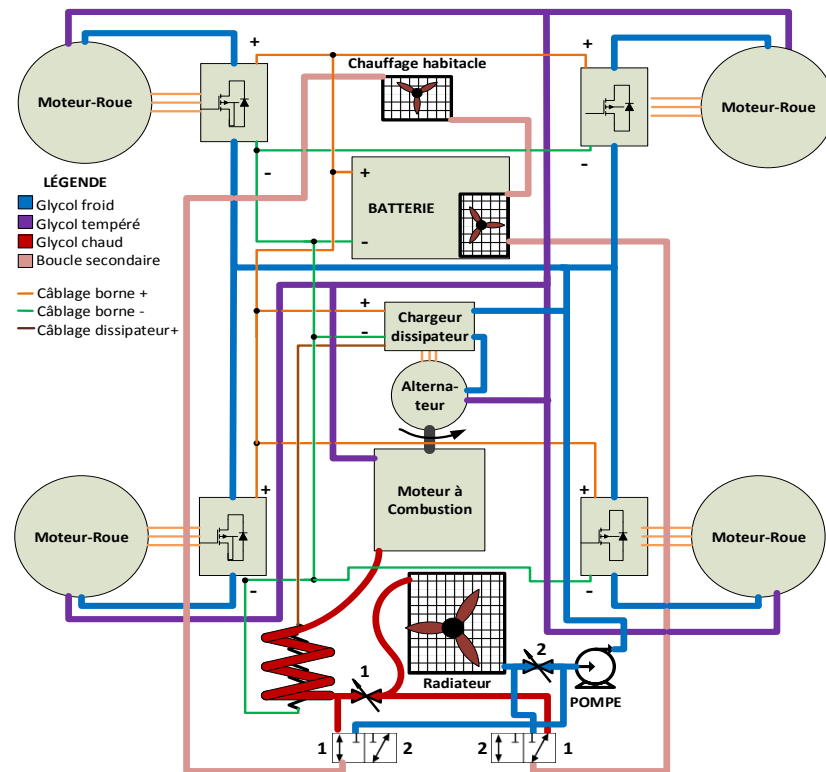 +
+
Chauffage habitacle
Moteur-Roue
Moteur-Roue
-
-
+
BATTERIE
-
LÉGENDE
Glycol froid
Glycol tempéré
Glycol chaud
Boucle secondaire
Câblage borne +
Câblage borne -
Câblage dissipateur+
+
-
Chargeur
dissipateur
Alterna-
teur
+
+
Moteur à
Combustion
Moteur-Roue
Moteur-Roue
-
-
1
2
Radiateur
POMPE
1
2
2
1